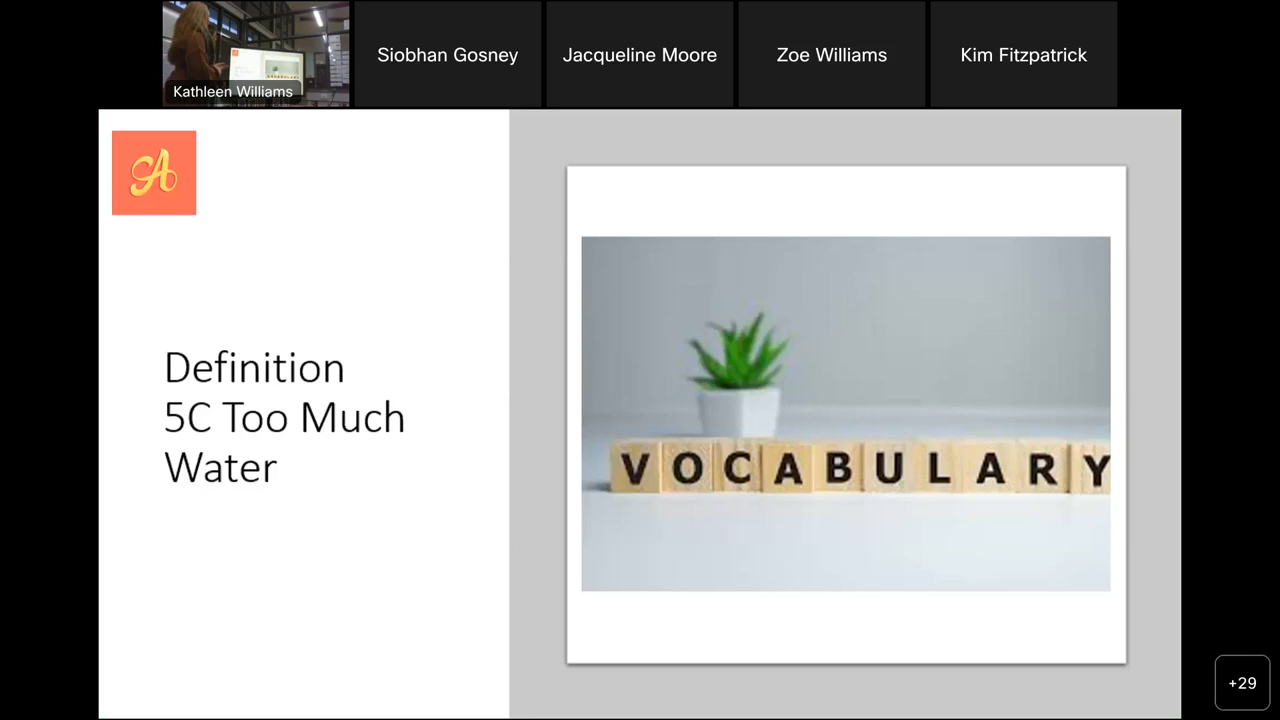 Kathleen Williams
Siobhan Gosney
Jacqueline Moore
Zoe Williams
Kim Fitzpatrick
A
Definition
5C Too Much
Water
VOCABULARY
+29